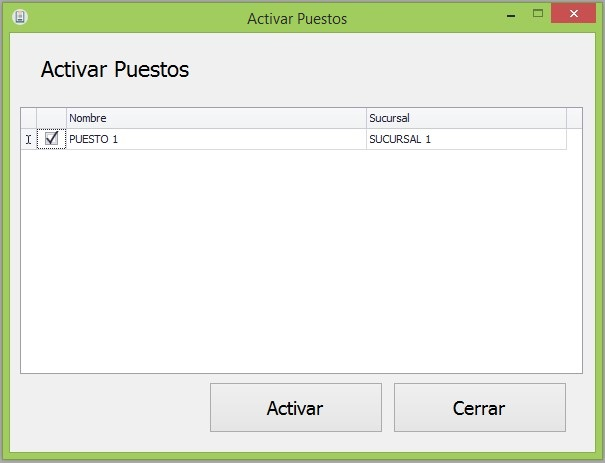 Activar Puestos
Activar Puestos
Nombre Sucursal
PUESTO 1 SUCURSAL 1
Activar Cerrar